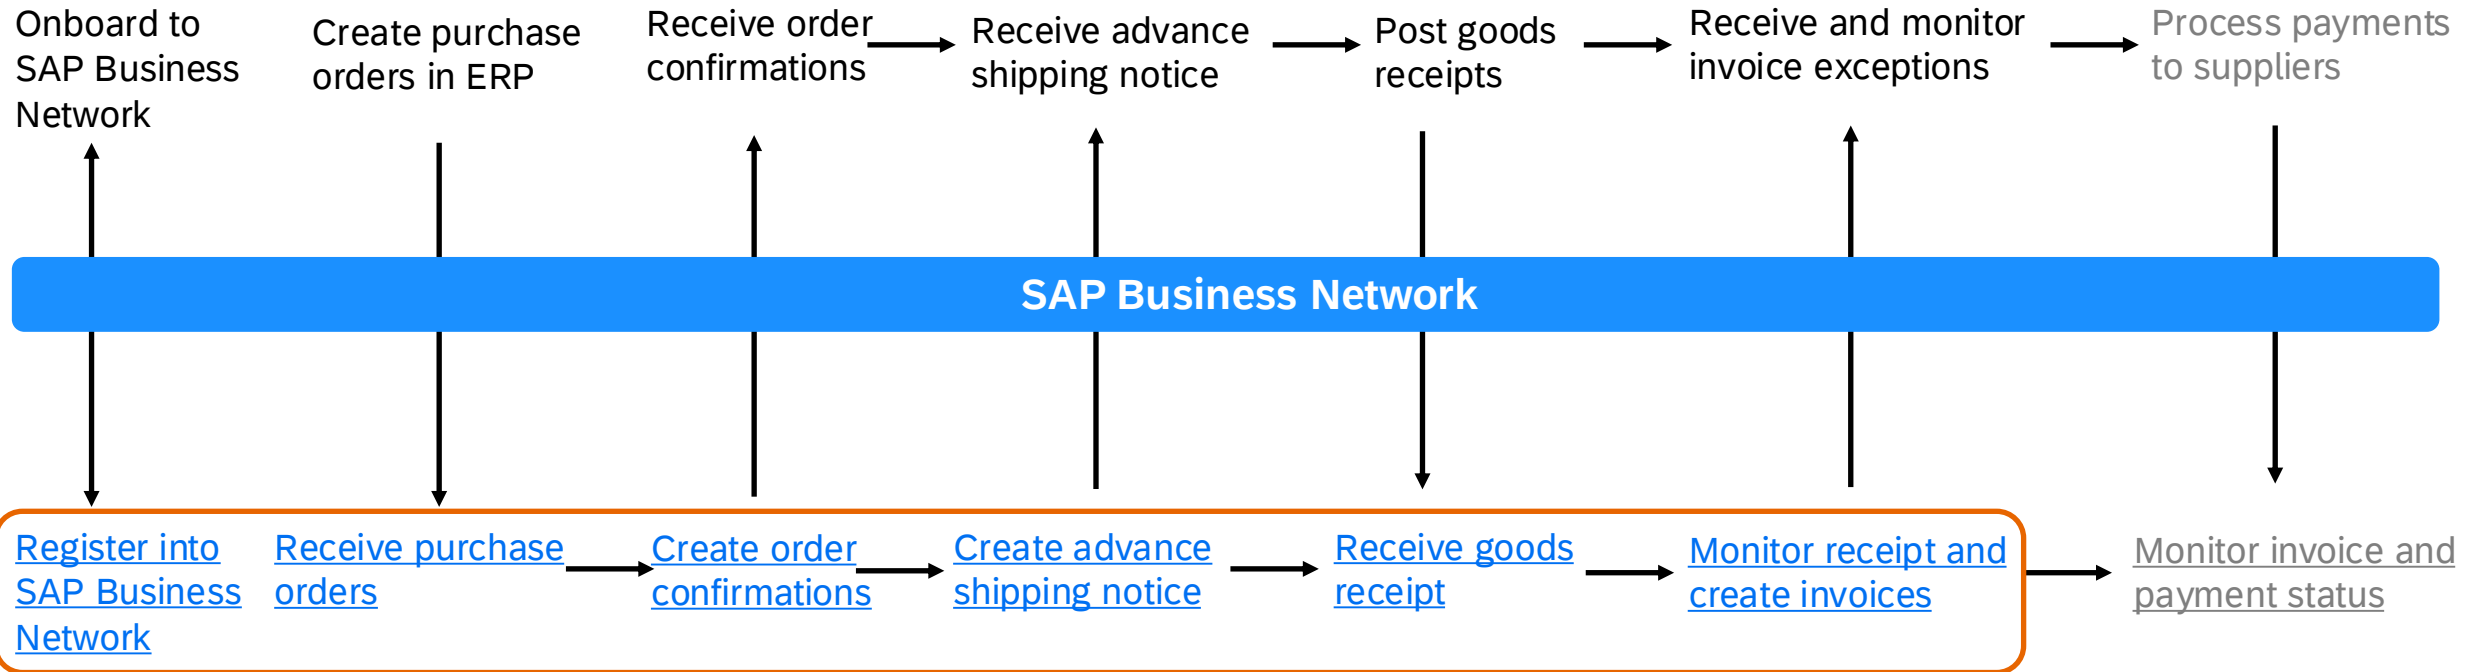 Onboard to
SAP Business
Network
Create purchase
orders in ERP
Receive order
confirmations
Receive advance
shipping notice
Post goods
receipts
Receive and monitor
invoice exceptions
Process payments
to suppliers
SAP Business Network
Register into
SAP Business
Network
Receive purchase
orders
Create order
confirmations
Create advance
shipping notice
Receive goods
receipt
Monitor receipt and
create invoices
Monitor invoice and
payment status